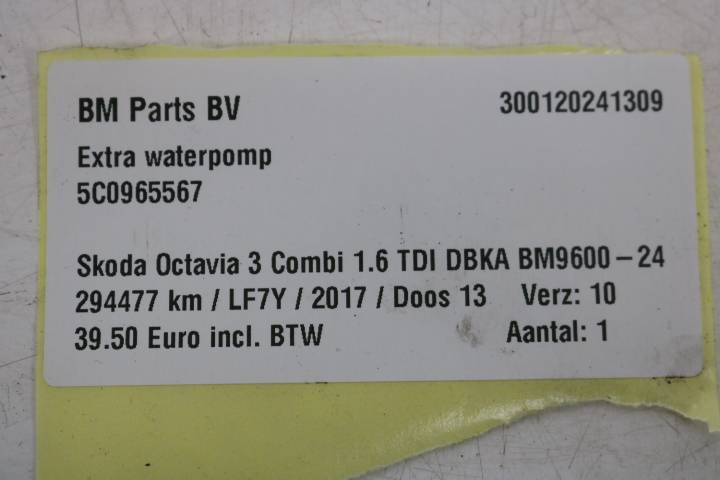 BM Parts BV 300120241309
Extra waterpomp
5C0965567
Skoda Octavia 3 Combi 1.6 TDI DBKA BM9600-24
294477 km / LF7Y / 2017 / Doos 13 Verz: 10
39.50 Euro incl. BTW Aantal: 1